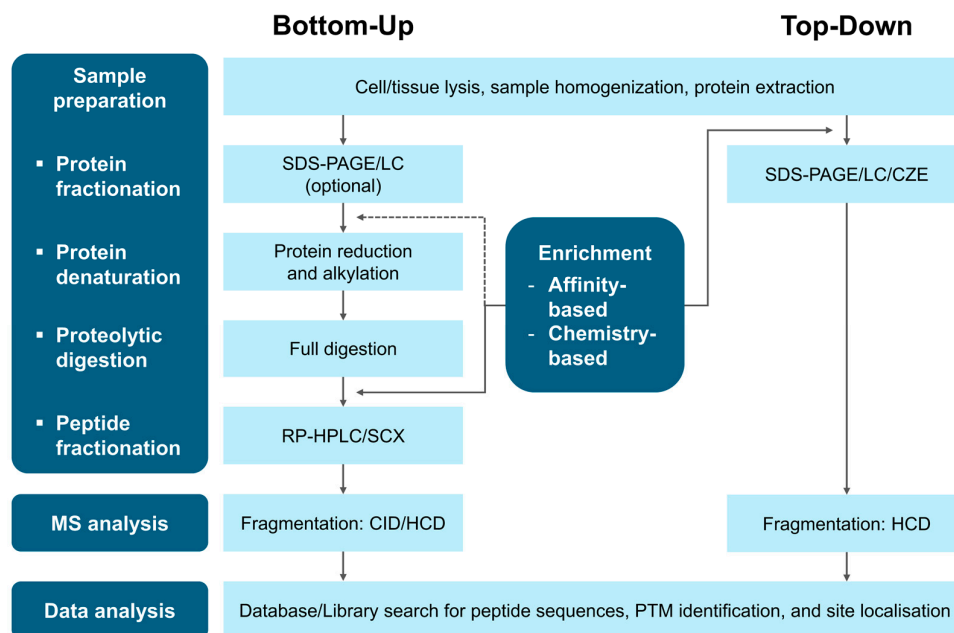 Bottom-Up
Top-Down
Sample
preparation
▪ Protein
fractionation
▪ Protein
denaturation
▪ Proteolytic
digestion
▪ Peptide
fractionation
Cell/tissue lysis, sample homogenization, protein extraction
SDS-PAGE/LC
(optional)
Protein reduction
and alkylation
Full digestion
RP-HPLC/SCX
Enrichment
- Affinity-
based
- Chemistry-
based
SDS-PAGE/LC/CZE
MS analysis
Fragmentation: CID/HCD
Fragmentation: HCD
Data analysis
Database/Library search for peptide sequences, PTM identification, and site localisation